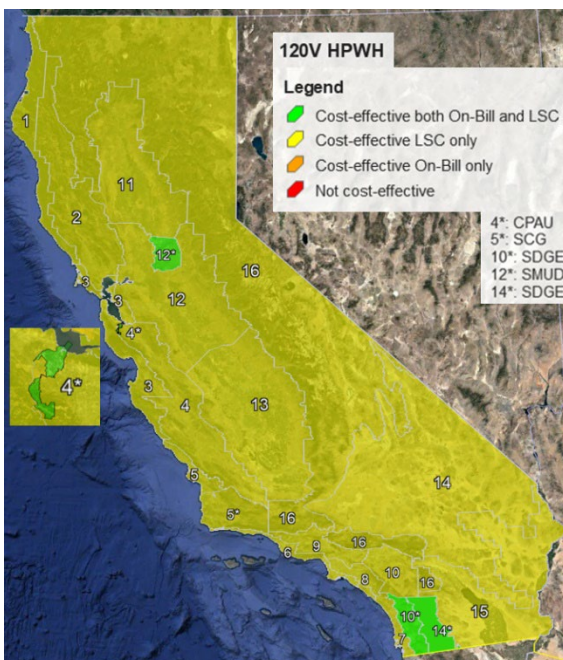 120V HPWH
Legend
Cost-effective both On-Bill and LSC
Cost-effective LSC only
Cost-effective On-Bill only
Not cost-effective
4*: CPAU
5*: SCG
10*: SDGE
12*: SMUD
14*: SDGE
1
11
2
16
12*
3
3
12
4*
4*
3
4
13
5
14
5*
16
16
6
9
8
10
16
15
10*
14*
7